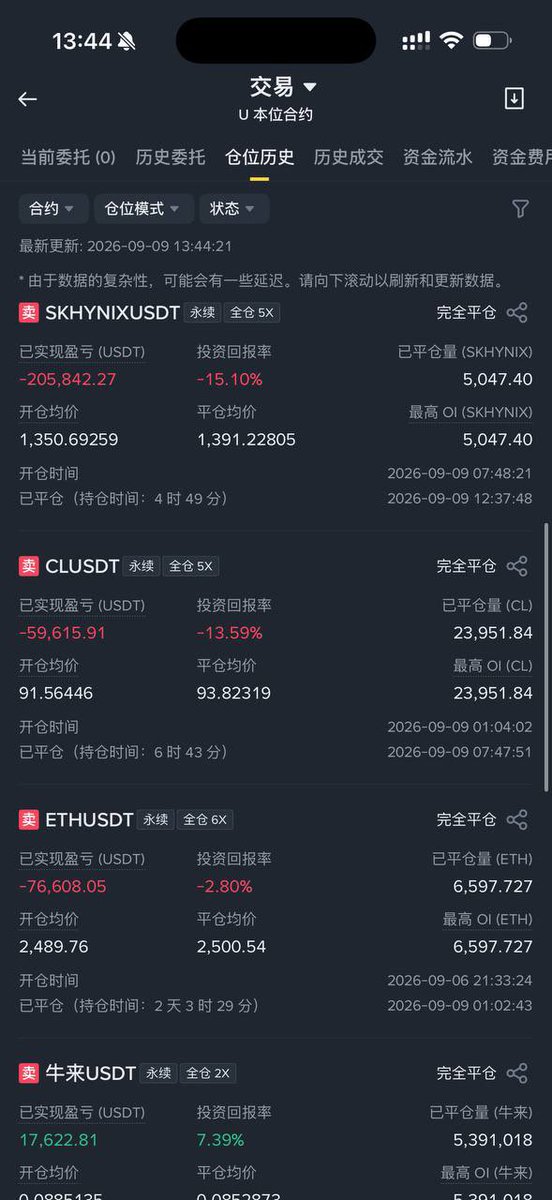 13:44
交易
U 本位合约
当前委托 (0) 历史委托 仓位历史 历史成交 资金流水 资金费用
合约 仓位模式 状态
最新更新: 2026-09-09 13:44:21
* 由于数据的复杂性，可能会有一些延迟。请向下滚动以刷新和更新数据。
卖 SKHYNIXUSDT 永续 全仓 5X 完全平仓
已实现盈亏 (USDT) 投资回报率 已平仓量 (SKHYNIX)
-205,842.27 -15.10% 5,047.40
开仓均价 平仓均价 最高 OI (SKHYNIX)
1,350.69259 1,391.22805 5,047.40
开仓时间 2026-09-09 07:48:21
已平仓（持仓时间：4 时 49 分） 2026-09-09 12:37:48
卖 CLUSDT 永续 全仓 5X 完全平仓
已实现盈亏 (USDT) 投资回报率 已平仓量 (CL)
-59,615.91 -13.59% 23,951.84
开仓均价 平仓均价 最高 OI (CL)
91.56446 93.82319 23,951.84
开仓时间 2026-09-09 01:04:02
已平仓（持仓时间：6 时 43 分） 2026-09-09 07:47:51
卖 ETHUSDT 永续 全仓 6X 完全平仓
已实现盈亏 (USDT) 投资回报率 已平仓量 (ETH)
-76,608.05 -2.80% 6,597.727
开仓均价 平仓均价 最高 OI (ETH)
2,489.76 2,500.54 6,597.727
开仓时间 2026-09-06 21:33:24
已平仓（持仓时间：2 天 3 时 29 分） 2026-09-09 01:02:43
卖 牛来USDT 永续 全仓 2X 完全平仓
已实现盈亏 (USDT) 投资回报率 已平仓量 (牛来)
17,622.81 7.39% 5,391,018
开仓均价 平仓均价 最高 OI (牛来)
0.0885135 0.0852873 5,391,018